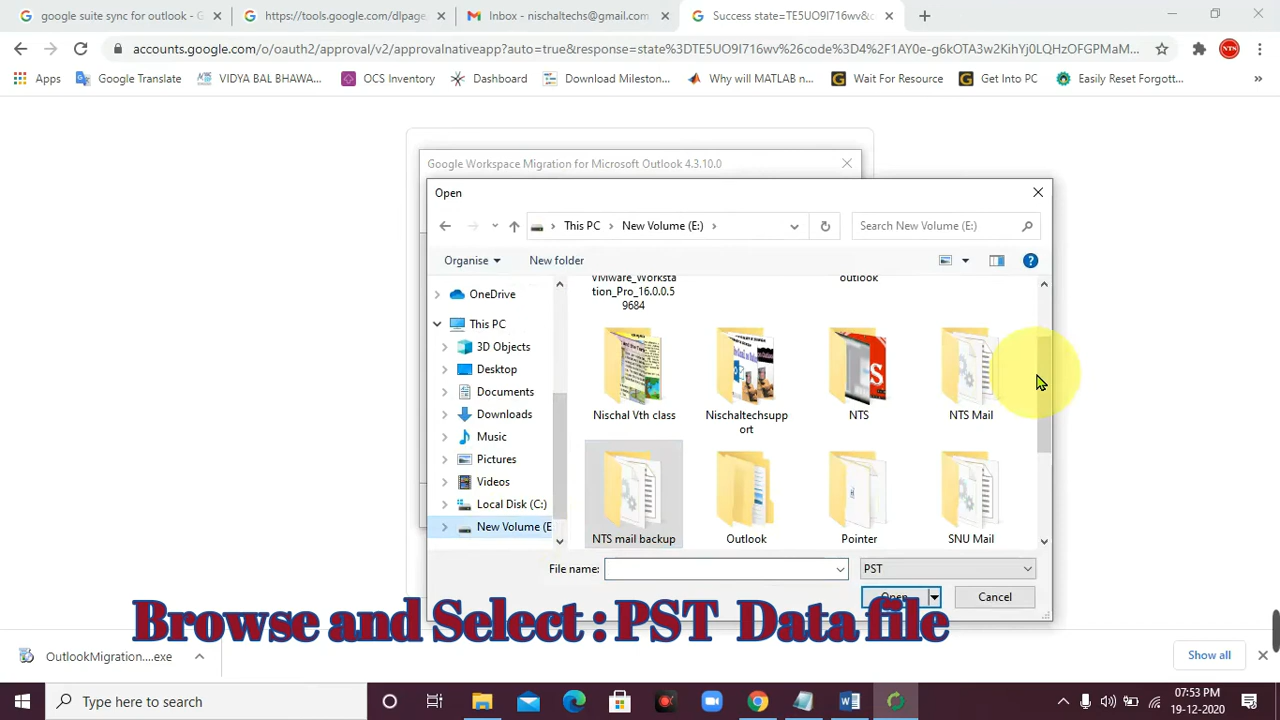 google suite sync for outlook - G
https://tools.google.com/dlpage
Inbox - nischaltechs@gmail.com
Success state=TE5UO9I716wv&co
accounts.google.com/o/oauth2/approval/v2/approvalnativeapp?auto=true&response=state%3DTE5UO9I716wv%26code%3D4%2F1AY0e-g6kOTA3w2KihYj0LQHzOFGPMaM...
NTS
Apps
Google Translate
VIDYA BAL BHAWA...
OCS Inventory
Dashboard
Download Mileston...
Why will MATLAB n...
Wait For Resource
Get Into PC
Easily Reset Forgott...
»
Google Workspace Migration for Microsoft Outlook 4.3.10.0
Open
This PC
New Volume (E:)
Search New Volume (E:)
Organise
New folder
OneDrive
This PC
3D Objects
Desktop
Documents
Downloads
Music
Pictures
Videos
Local Disk (C:)
New Volume (E
VMware_Worksta
tion_Pro_16.0.0.5
9684
outlook
Nischal Vth class
Nischaltechsupp
ort
NTS
NTS Mail
NTS mail backup
Outlook
Pointer
SNU Mail
File name:
PST
Open
Cancel
Browse and Select : PST Data file
OutlookMigration....exe
Show all
Type here to search
07:53 PM
19-12-2020